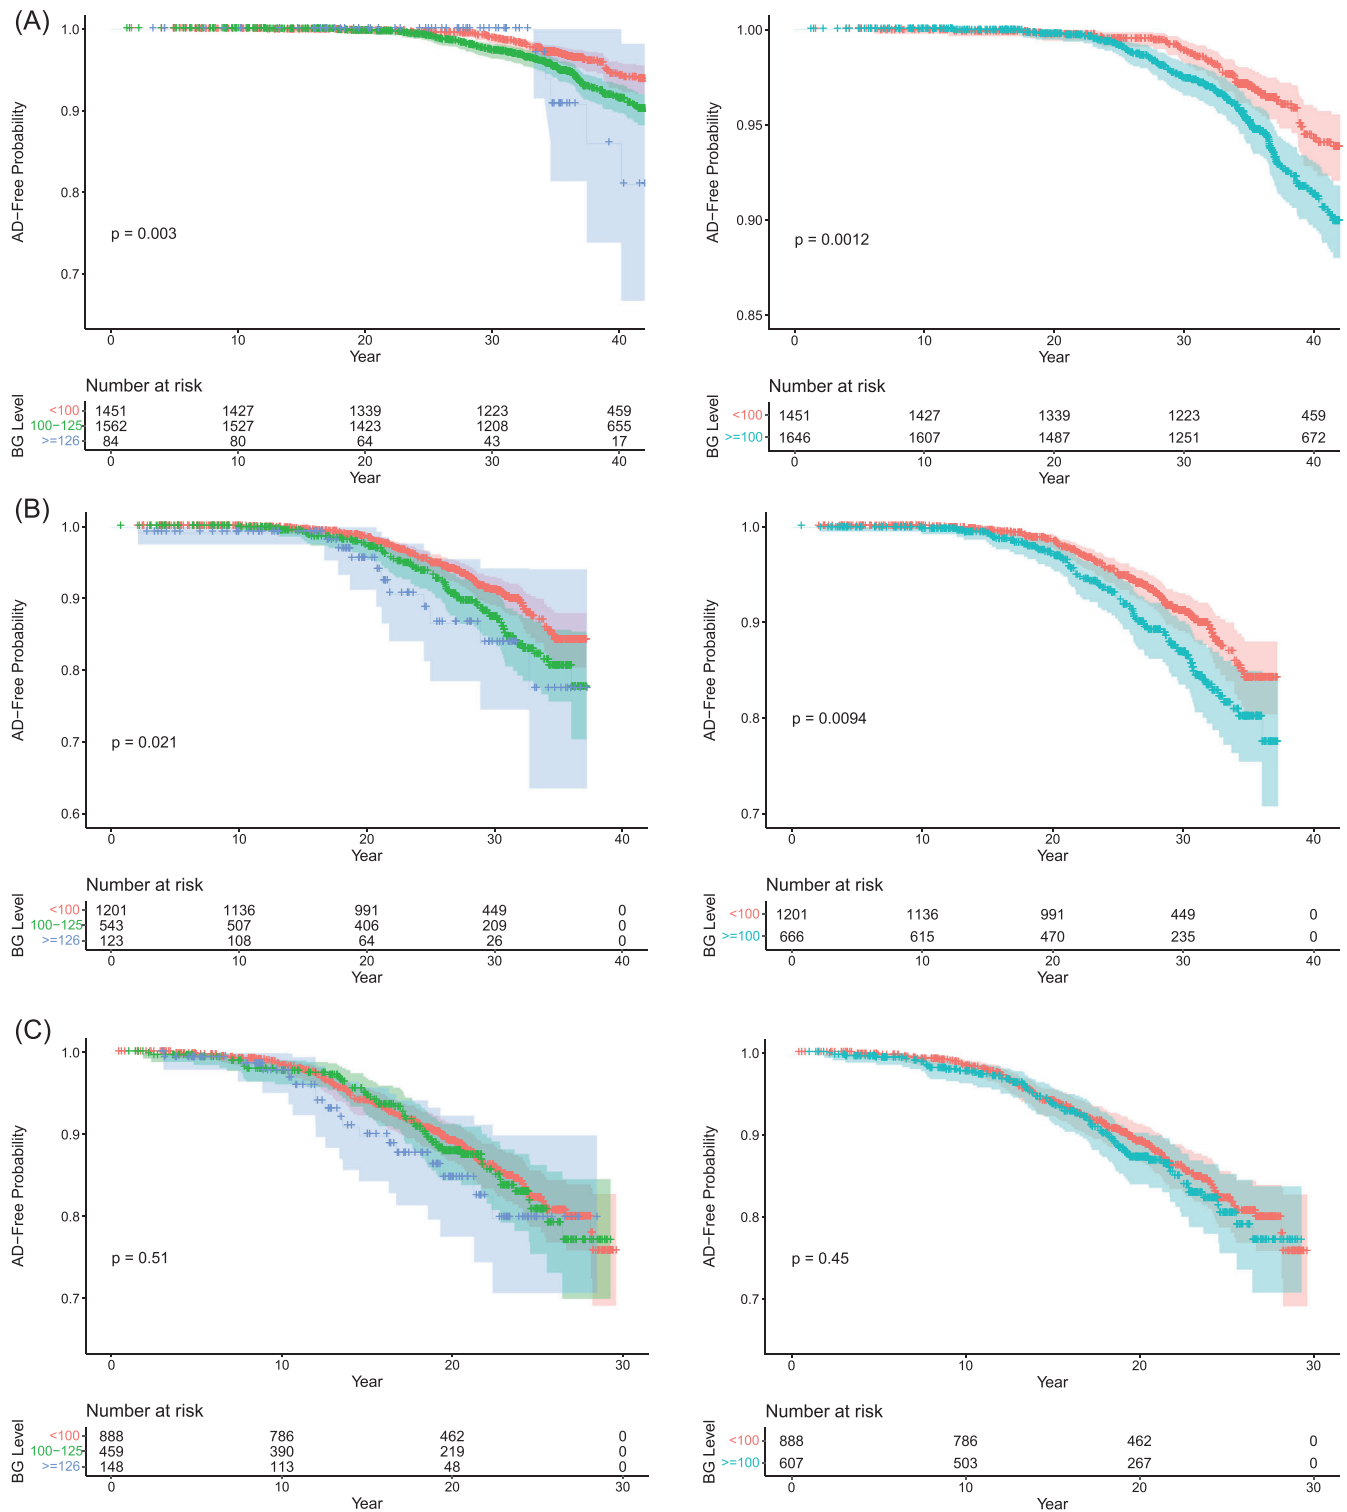 (A)
AD-Free Probability
1.0
0.9
0.8
0.7
p = 0.003
0 10 20 30 40
Year
Number at risk
BG Level
<100 1451 1427 1339 1223 459
100-125 1562 1527 1423 1208 655
>=126 84 80 64 43 17
0 10 20 30 40
Year
AD-Free Probability
1.00
0.95
0.90
0.85
p = 0.0012
0 10 20 30 40
Year
Number at risk
BG Level
<100 1451 1427 1339 1223 459
>=100 1646 1607 1487 1251 672
0 10 20 30 40
Year
(B)
AD-Free Probability
1.0
0.9
0.8
0.7
0.6
p = 0.021
0 10 20 30 40
Year
Number at risk
BG Level
<100 1201 1136 991 449 0
100-125 543 507 406 209 0
>=126 123 108 64 26 0
0 10 20 30 40
Year
AD-Free Probability
1.0
0.9
0.8
0.7
p = 0.0094
0 10 20 30 40
Year
Number at risk
BG Level
<100 1201 1136 991 449 0
>=100 666 615 470 235 0
0 10 20 30 40
Year
(C)
AD-Free Probability
1.0
0.9
0.8
0.7
p = 0.51
0 10 20 30
Year
Number at risk
BG Level
<100 888 786 462 0
100-125 459 390 219 0
>=126 148 113 48 0
0 10 20 30
Year
AD-Free Probability
1.0
0.9
0.8
0.7
p = 0.45
0 10 20 30
Year
Number at risk
BG Level
<100 888 786 462 0
>=100 607 503 267 0
0 10 20 30
Year